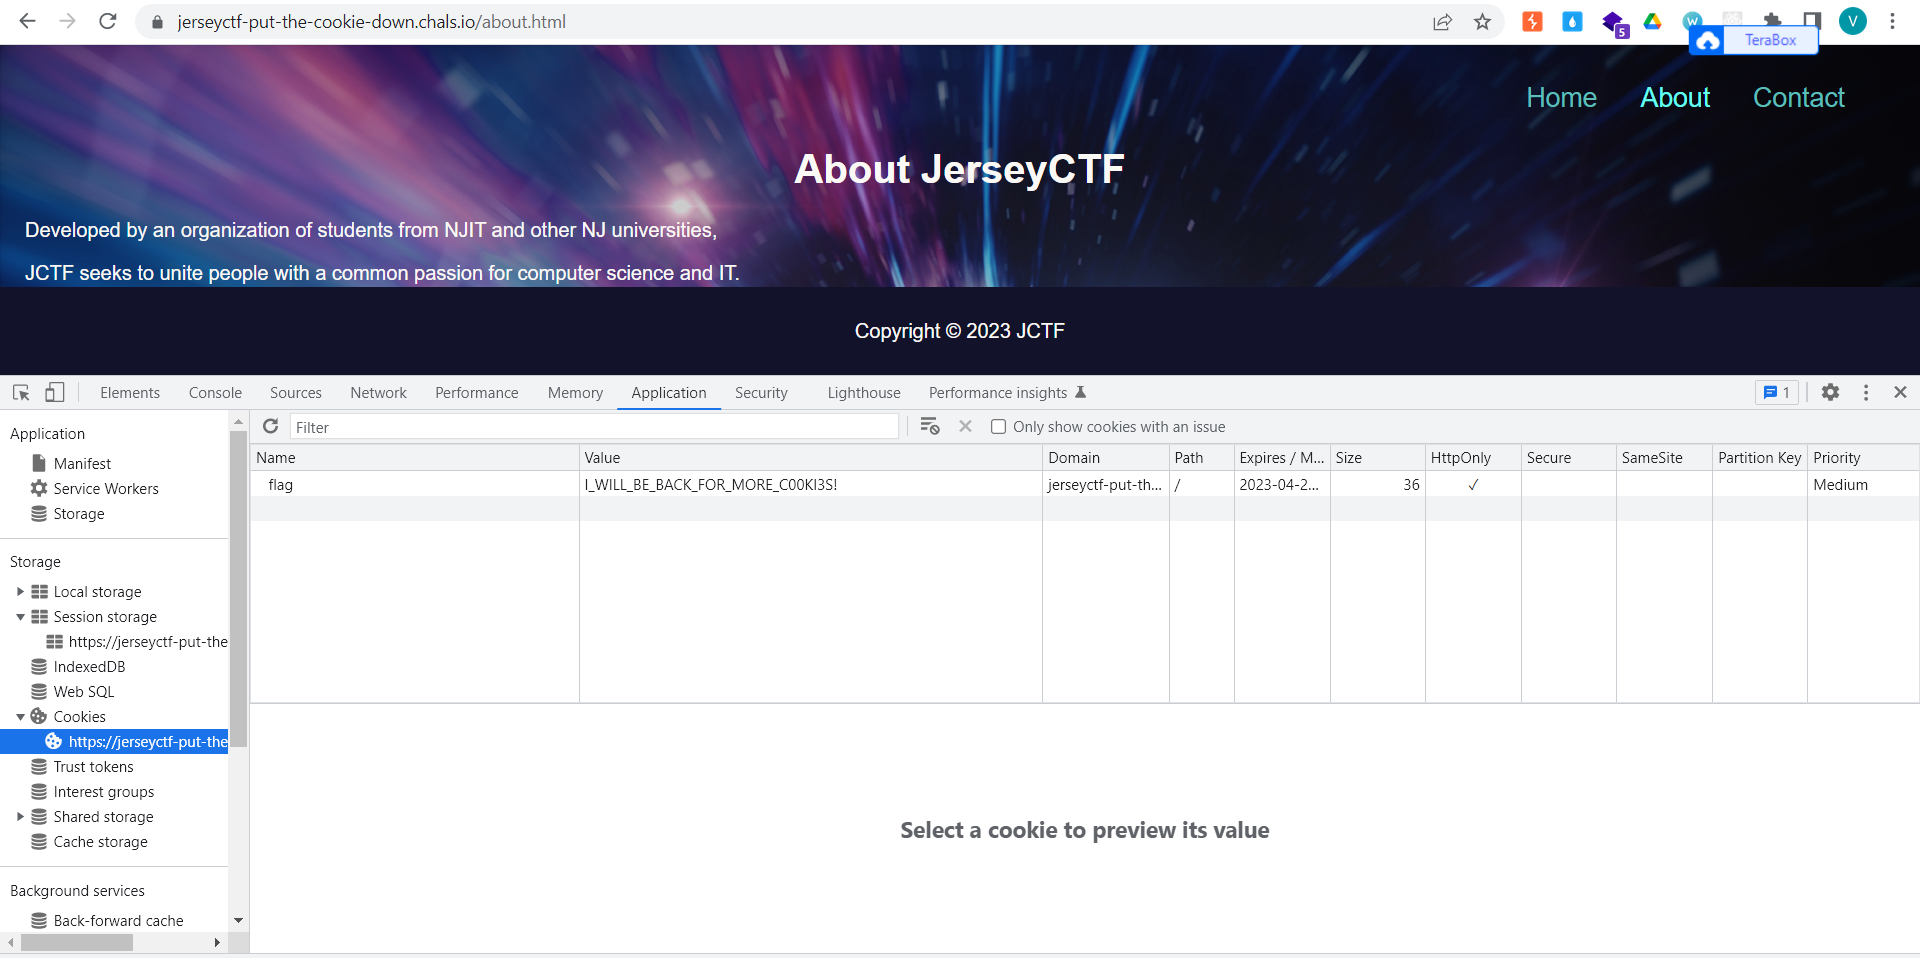 jerseyctf-put-the-cookie-down.chals.io/about.html
5
W
V
TeraBox
Home About Contact
About JerseyCTF
Developed by an organization of students from NJIT and other NJ universities,
JCTF seeks to unite people with a common passion for computer science and IT.
Copyright © 2023 JCTF
Elements Console Sources Network Performance Memory Application Security Lighthouse Performance insights 1
Application
Manifest
Service Workers
Storage
Storage
Local storage
Session storage
https://jerseyctf-put-the
IndexedDB
Web SQL
Cookies
https://jerseyctf-put-the
Trust tokens
Interest groups
Shared storage
Cache storage
Background services
Back-forward cache
Filter Only show cookies with an issue
Name Value Domain Path Expires / M... Size HttpOnly Secure SameSite Partition Key Priority
flag I_WILL_BE_BACK_FOR_MORE_C00KI3S! jerseyctf-put-th... / 2023-04-2... 36 ✓ Medium
Select a cookie to preview its value